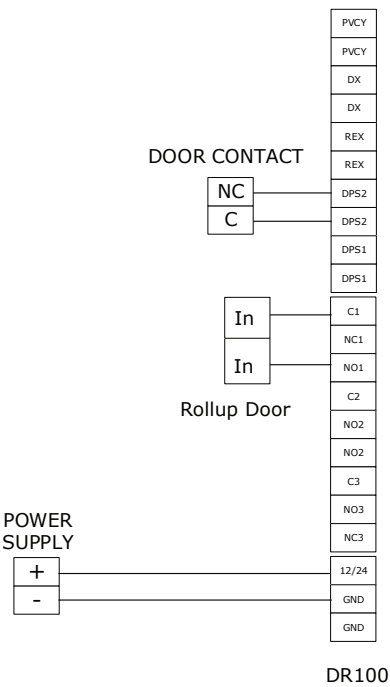 PVCY
PVCY
DX
DX
REX
REX
DOOR CONTACT
NC
DPS2
C
DPS2
DPS1
DPS1
In
C1
NC1
In
NO1
Rollup Door
C2
NO2
NO2
C3
NO3
NC3
POWER
SUPPLY
+
12/24
-
GND
GND
DR100